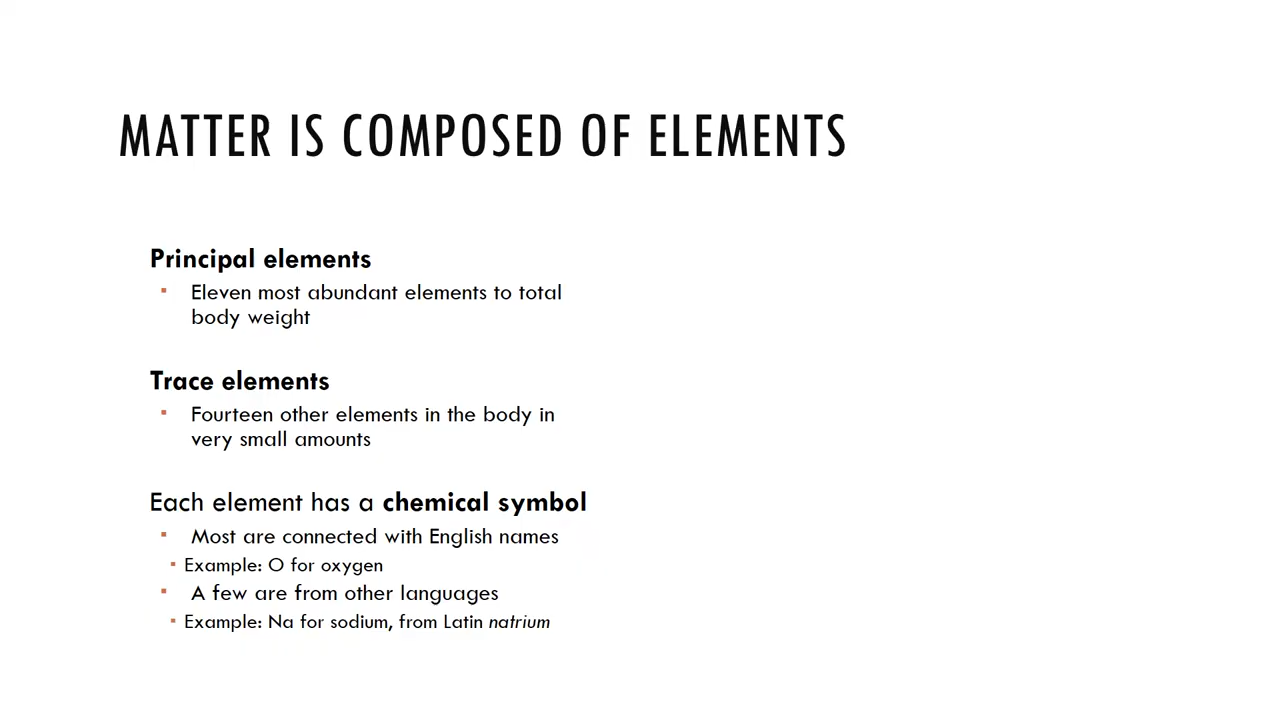 MATTER IS COMPOSED OF ELEMENTS
Principal elements
▪ Eleven most abundant elements to total
body weight
Trace elements
▪ Fourteen other elements in the body in
very small amounts
Each element has a chemical symbol
▪ Most are connected with English names
▪ Example: O for oxygen
▪ A few are from other languages
▪ Example: Na for sodium, from Latin natrium